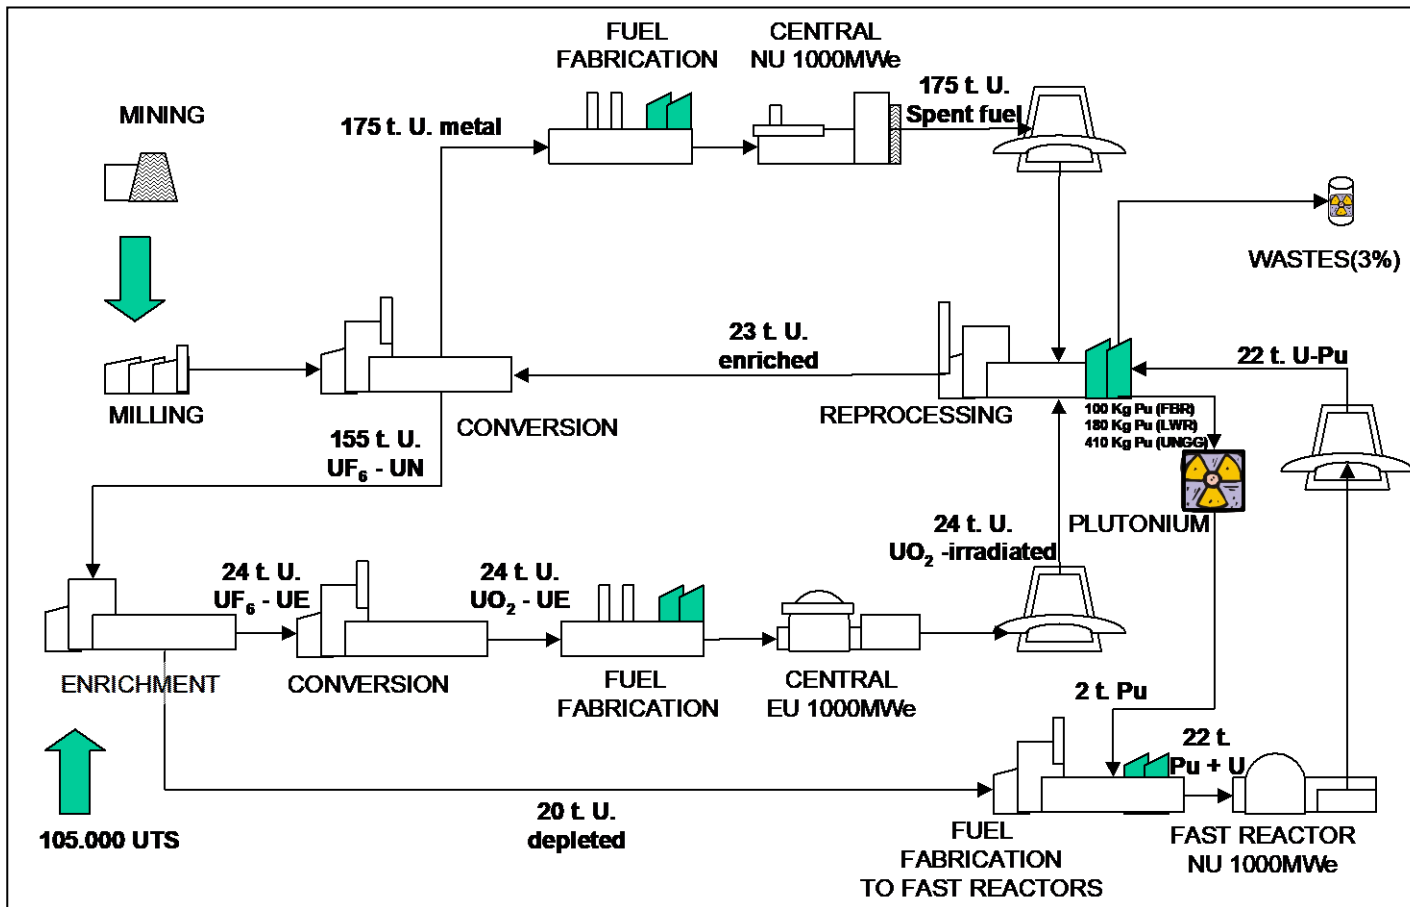 FUEL
FABRICATION
CENTRAL
NU 1000MWe
175 t. U.
Spent fuel
MINING
175 t. U. metal
WASTES(3%)
23 t. U.
enriched
22 t. U-Pu
MILLING
CONVERSION
REPROCESSING
100 Kg Pu (FBR)
180 Kg Pu (LWR)
410 Kg Pu (UNGG)
155 t. U.
UF₆ - UN
PLUTONIUM
24 t. U.
UO₂ -irradiated
24 t. U.
UF₆ - UE
24 t. U.
UO₂ - UE
ENRICHMENT
CONVERSION
FUEL
FABRICATION
CENTRAL
EU 1000MWe
2 t. Pu
22 t.
Pu + U
20 t. U.
depleted
105.000 UTS
FUEL
FABRICATION
TO FAST REACTORS
FAST REACTOR
NU 1000MWe